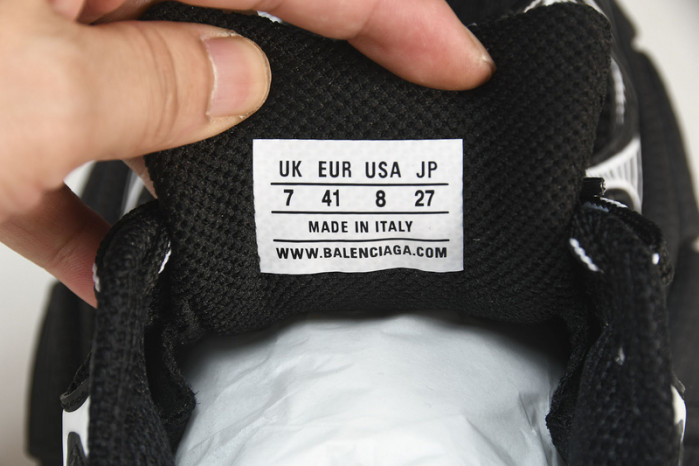 UK EUR USA JP
7 41 8 27
MADE IN ITALY
WWW.BALENCIAGA.COM